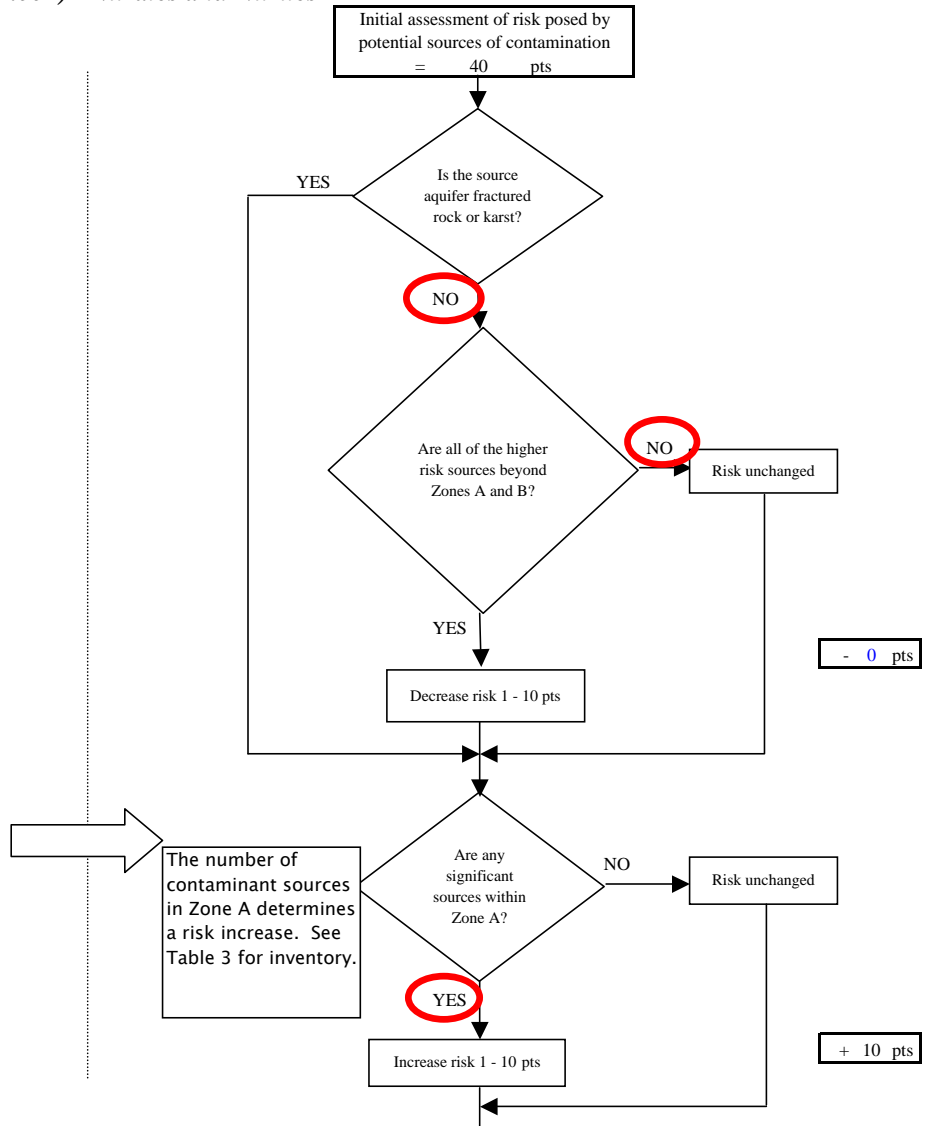 Initial assessment of risk posed by
potential sources of contamination
= 40 pts
Is the source
aquifer fractured
rock or karst?
YES
NO
Are all of the higher
risk sources beyond
Zones A and B?
NO
Risk unchanged
YES
- 0 pts
Decrease risk 1 - 10 pts
The number of
contaminant sources
in Zone A determines
a risk increase. See
Table 3 for inventory.
Are any
significant
sources within
Zone A?
NO
Risk unchanged
YES
+ 10 pts
Increase risk 1 - 10 pts